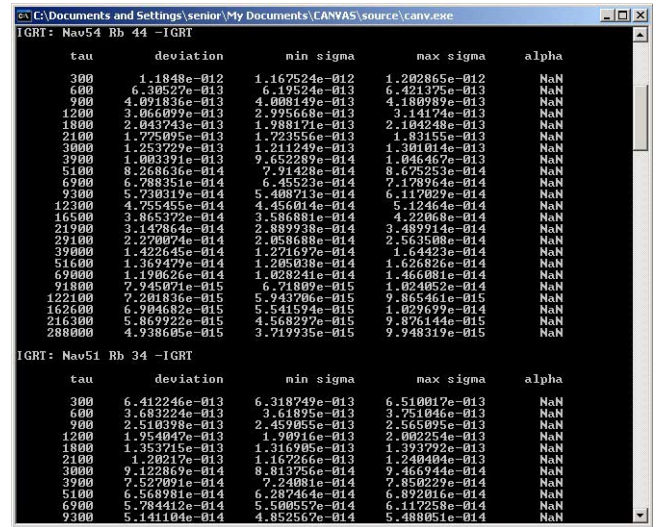 C:\Documents and Settings\senior\My Documents\CANVAS\source\canv.exe
IGRT: Nav54 Rb 44 -IGRT
tau deviation min sigma max sigma alpha
300 1.1848e-012 1.167524e-012 1.202865e-012 NaN
600 6.30527e-013 6.19524e-013 6.421375e-013 NaN
900 4.091836e-013 4.008149e-013 4.180989e-013 NaN
1200 3.066099e-013 2.995668e-013 3.14174e-013 NaN
1800 2.043743e-013 1.988171e-013 2.104248e-013 NaN
2100 1.775095e-013 1.723556e-013 1.83155e-013 NaN
3000 1.253729e-013 1.211249e-013 1.301014e-013 NaN
3900 1.003391e-013 9.652289e-014 1.046467e-013 NaN
5100 8.268636e-014 7.91428e-014 8.675253e-014 NaN
6900 6.788351e-014 6.45523e-014 7.178964e-014 NaN
9300 5.730319e-014 5.408713e-014 6.117029e-014 NaN
12300 4.755455e-014 4.456014e-014 5.12464e-014 NaN
16500 3.865372e-014 3.586881e-014 4.22068e-014 NaN
21900 3.147864e-014 2.889938e-014 3.489914e-014 NaN
29100 2.270074e-014 2.058688e-014 2.563508e-014 NaN
39000 1.422645e-014 1.271697e-014 1.64423e-014 NaN
51600 1.369479e-014 1.205038e-014 1.626826e-014 NaN
69000 1.190626e-014 1.028241e-014 1.466081e-014 NaN
91800 7.945071e-015 6.71809e-015 1.024052e-014 NaN
122100 7.201836e-015 5.943706e-015 9.865461e-015 NaN
162600 6.904682e-015 5.541594e-015 1.029699e-014 NaN
216300 5.869922e-015 4.568297e-015 9.876144e-015 NaN
288000 4.938605e-015 3.719935e-015 9.948319e-015 NaN
IGRT: Nav51 Rb 34 -IGRT
tau deviation min sigma max sigma alpha
300 6.412246e-013 6.318749e-013 6.510017e-013 NaN
600 3.683224e-013 3.61895e-013 3.751046e-013 NaN
900 2.510398e-013 2.459055e-013 2.565095e-013 NaN
1200 1.954047e-013 1.90916e-013 2.002254e-013 NaN
1800 1.353715e-013 1.316905e-013 1.393792e-013 NaN
2100 1.20217e-013 1.167266e-013 1.240404e-013 NaN
3000 9.122869e-014 8.813756e-014 9.466944e-014 NaN
3900 7.527091e-014 7.24081e-014 7.850229e-014 NaN
5100 6.568981e-014 6.287464e-014 6.892016e-014 NaN
6900 5.784412e-014 5.500557e-014 6.117258e-014 NaN
9300 5.141104e-014 4.852567e-014 5.488051e-014 NaN